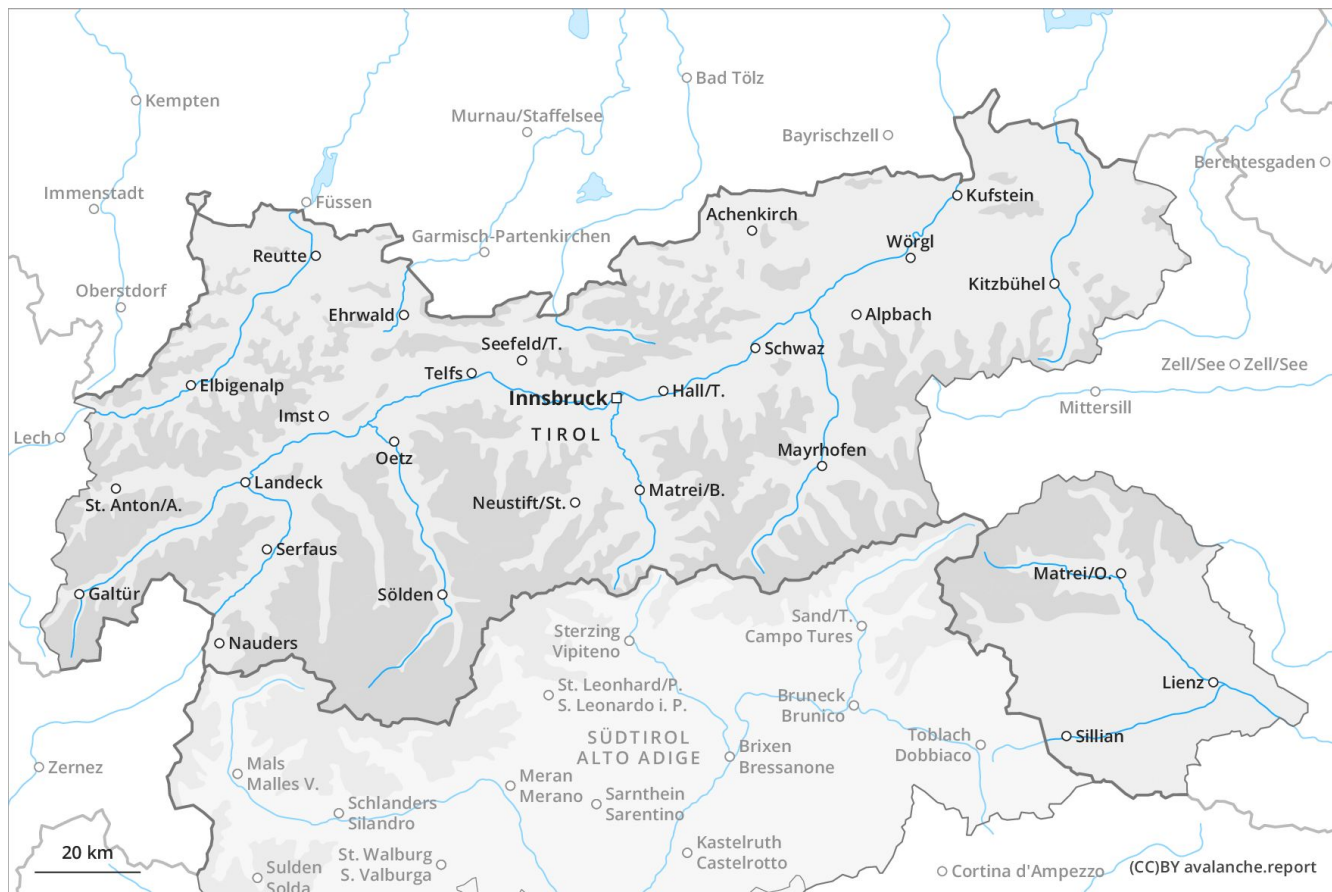 Kempten
Bad Tölz
Murnau/Staffelsee
Bayrischzell
Berchtesgaden
Immenstadt
Füssen
Kufstein
Achenkirch
Garmisch-Partenkirchen
Wörgl
Reutte
Kitzbühel
Oberstdorf
Ehrwald
Alpbach
Seefeld/T.
Schwaz
Zell/See
Zell/See
Telfs
Elbigenalp
Hall/T.
Innsbruck
Mittersill
Imst
Lech
TIROL
Mayrhofen
Oetz
Landeck
Matrei/B.
St. Anton/A.
Neustift/St.
Serfaus
Matrei/O.
Galtür
Sölden
Sand/T.
Campo Tures
Sterzing
Vipiteno
Nauders
Lienz
St. Leonhard/P.
S. Leonardo i. P.
Bruneck
Brunico
Sillian
SÜDTIROL
ALTO ADIGE
Toblach
Dobbiaco
Brixen
Bressanone
Zernez
Mals
Malles V.
Meran
Merano
Sarnthein
Sarentino
Schlanders
Silandro
Kastelruth
Castelrotto
20 km
St. Walburg
S. Valburga
Sulden
Solda
Cortina d'Ampezzo
(CC)BY avalanche.report